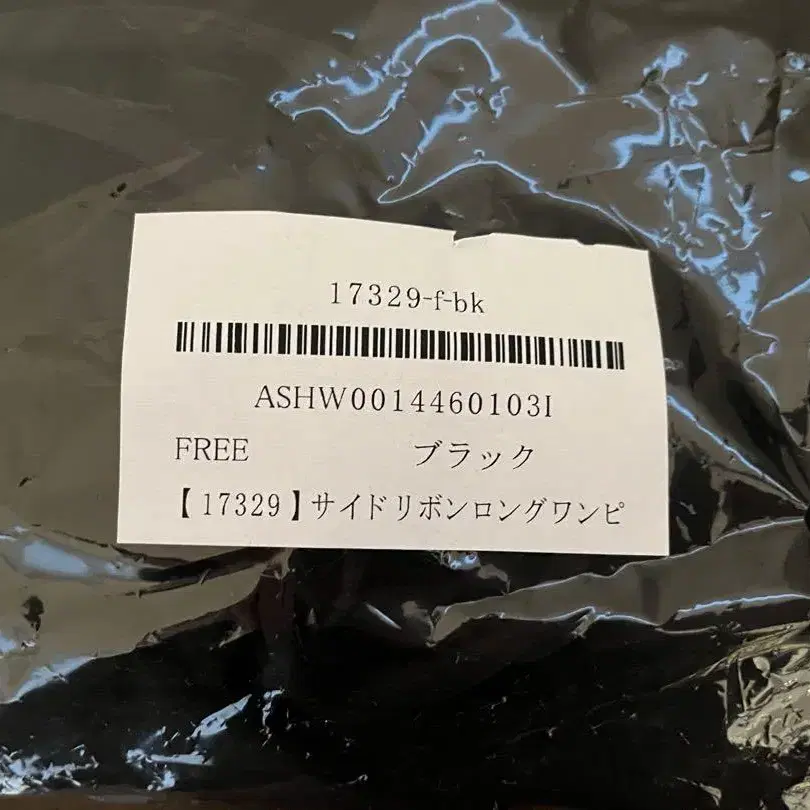 17329-f-bk
ASHW0014460103I
FREE ブラック
【17329】サイドリボンロングワンピ